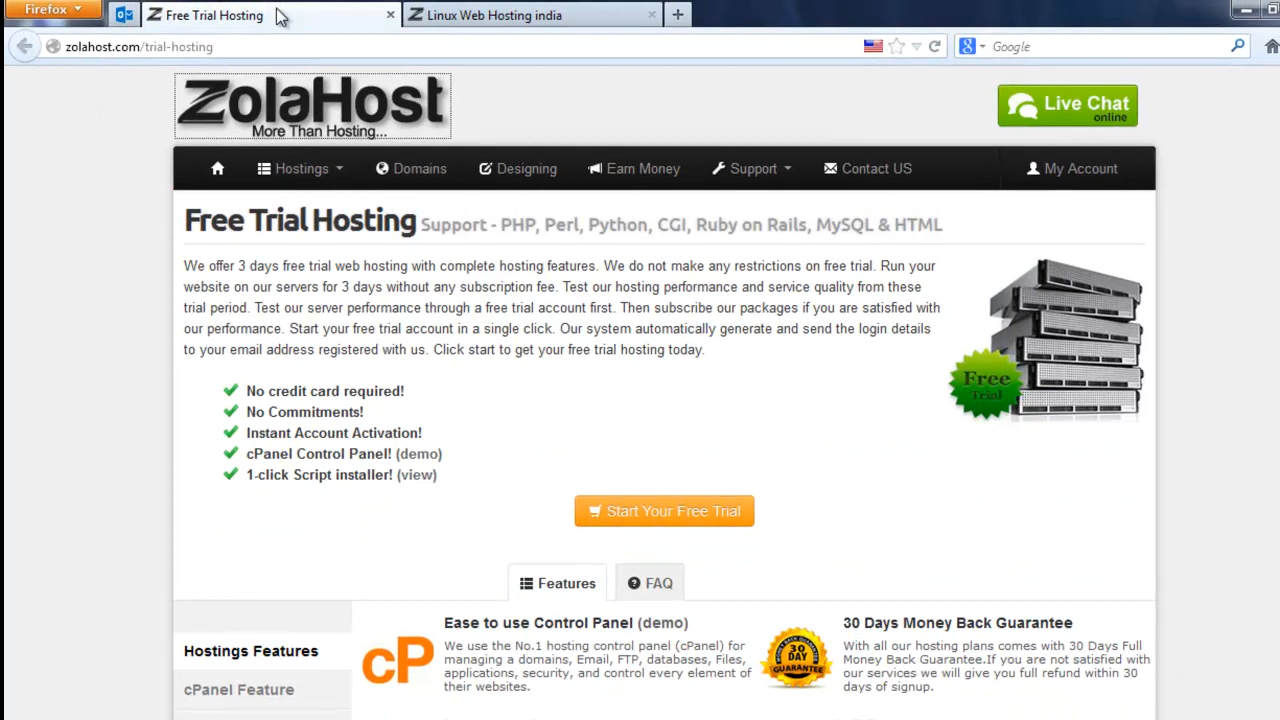 Firefox
Free Trial Hosting
Linux Web Hosting india
zolahost.com/trial-hosting
Google
ZolaHost
More Than Hosting...
Live Chat
online
Hostings
Domains
Designing
Earn Money
Support
Contact US
My Account
Free Trial Hosting Support - PHP, Perl, Python, CGI, Ruby on Rails, MySQL & HTML
We offer 3 days free trial web hosting with complete hosting features. We do not make any restrictions on free trial. Run your
website on our servers for 3 days without any subscription fee. Test our hosting performance and service quality from these
trial period. Test our server performance through a free trial account first. Then subscribe our packages if you are satisfied with
our performance. Start your free trial account in a single click. Our system automatically generate and send the login details
to your email address registered with us. Click start to get your free trial hosting today.
Free
Trial
No credit card required!
No Commitments!
Instant Account Activation!
cPanel Control Panel! (demo)
1-click Script installer! (view)
Start Your Free Trial
Features
FAQ
Hostings Features
cPanel Feature
cP
Ease to use Control Panel (demo)
We use the No.1 hosting control panel (cPanel) for
managing a domains, Email, FTP, databases, Files,
applications, security, and control every element of
their websites.
30 DAY
GUARANTEE
30 Days Money Back Guarantee
With all our hosting plans comes with 30 Days Full
Money Back Guarantee.If you are not satisfied with
our services we will give you full refund within 30
days of signup.